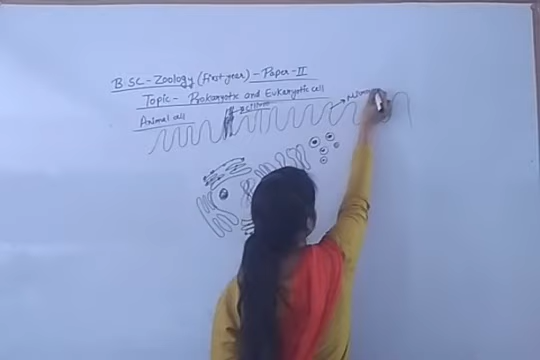 B.SC - Zoology (first year) - Paper - II
Topic - Prokaryotic and Eukaryotic cell
Animal cell